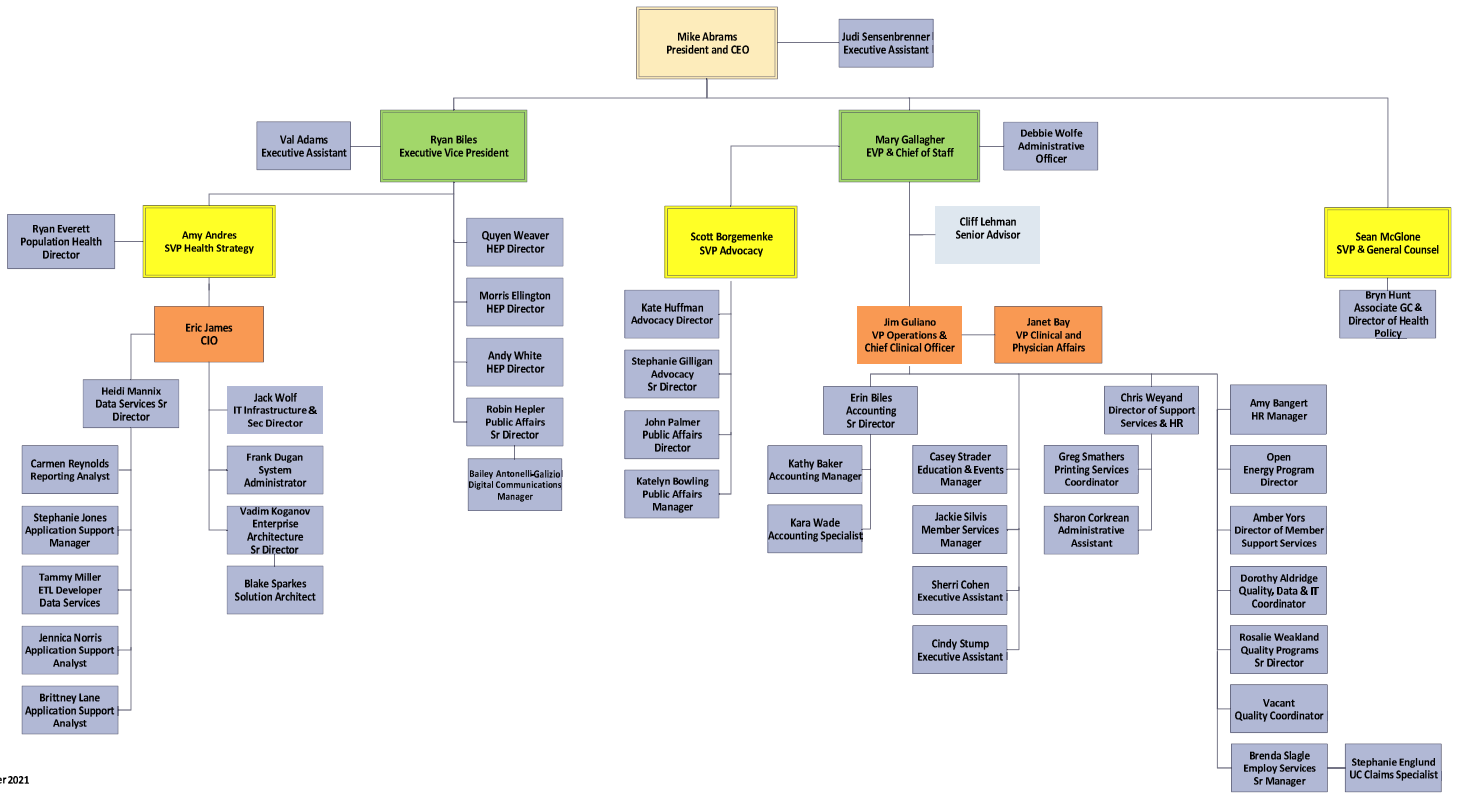 Mike Abrams
President and CEO
Judi Sensenbrenner
Executive Assistant
Val Adams
Executive Assistant
Ryan Biles
Executive Vice President
Mary Gallagher
EVP & Chief of Staff
Debbie Wolfe
Administrative
Officer
Ryan Everett
Population Health
Director
Amy Andres
SVP Health Strategy
Quyen Weaver
HEP Director
Scott Borgemenke
SVP Advocacy
Cliff Lehman
Senior Advisor
Sean McGlone
SVP & General Counsel
Morris Ellington
HEP Director
Kate Huffman
Advocacy Director
Bryn Hunt
Associate GC &
Director of Health
Policy
Eric James
CIO
Jim Guliano
VP Operations &
Chief Clinical Officer
Janet Bay
VP Clinical and
Physician Affairs
Andy White
HEP Director
Stephanie Gilligan
Advocacy
Sr Director
Heidi Mannix
Data Services Sr
Director
Jack Wolf
IT Infrastructure &
Sec Director
Robin Hepler
Public Affairs
Sr Director
John Palmer
Public Affairs
Director
Erin Biles
Accounting
Sr Director
Chris Weyand
Director of Support
Services & HR
Amy Bangert
HR Manager
Carmen Reynolds
Reporting Analyst
Frank Dugan
System
Administrator
Bailey Antonelli-Galizio
Digital Communications
Manager
Katelyn Bowling
Public Affairs
Manager
Kathy Baker
Accounting Manager
Casey Strader
Education & Events
Manager
Greg Smathers
Printing Services
Coordinator
Open
Energy Program
Director
Stephanie Jones
Application Support
Manager
Vadim Koganov
Enterprise
Architecture
Sr Director
Kara Wade
Accounting Specialist
Jackie Silvis
Member Services
Manager
Sharon Corkrean
Administrative
Assistant
Amber Yors
Director of Member
Support Services
Tammy Miller
ETL Developer
Data Services
Blake Sparkes
Solution Architect
Sherri Cohen
Executive Assistant
Dorothy Aldridge
Quality, Data & IT
Coordinator
Jennica Norris
Application Support
Analyst
Cindy Stump
Executive Assistant
Rosalie Weakland
Quality Programs
Sr Director
Brittney Lane
Application Support
Analyst
Vacant
Quality Coordinator
Brenda Slagle
Employ Services
Sr Manager
Stephanie Englund
UC Claims Specialist
er 2021